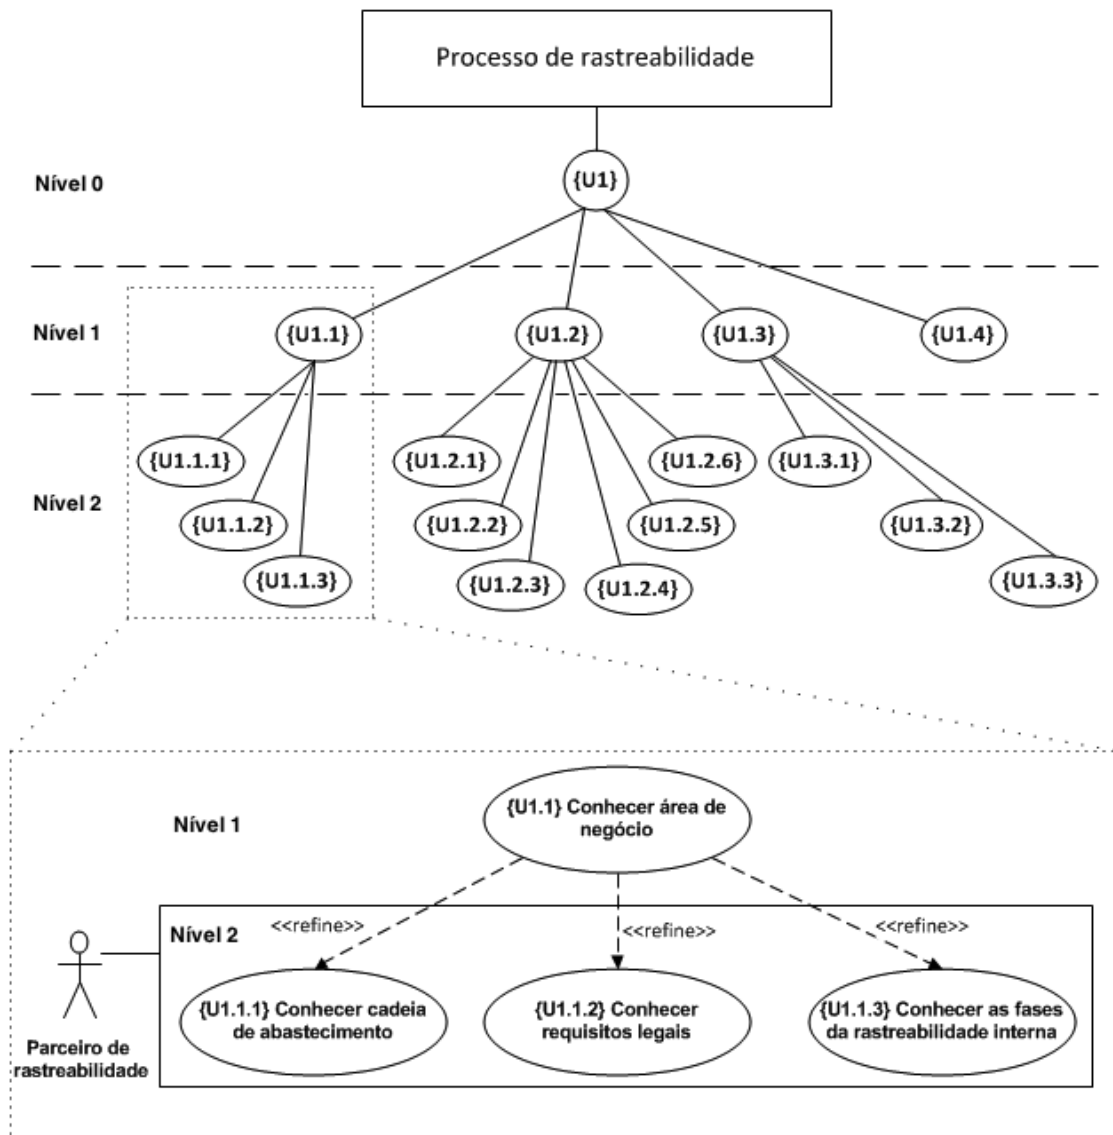 Processo de rastreabilidade
Nível 0
{U1}
Nível 1
{U1.1}
{U1.2}
{U1.3}
{U1.4}
{U1.1.1}
{U1.2.1}
{U1.2.6}
{U1.3.1}
Nível 2
{U1.1.2}
{U1.2.2}
{U1.2.5}
{U1.3.2}
{U1.1.3}
{U1.2.3}
{U1.2.4}
{U1.3.3}
Nível 1
{U1.1} Conhecer área de
negócio
Nível 2
<<refine>>
<<refine>>
<<refine>>
{U1.1.1} Conhecer cadeia
de abastecimento
{U1.1.2} Conhecer
requisitos legais
{U1.1.3} Conhecer as fases
da rastreabilidade interna
Parceiro de
rastreabilidade